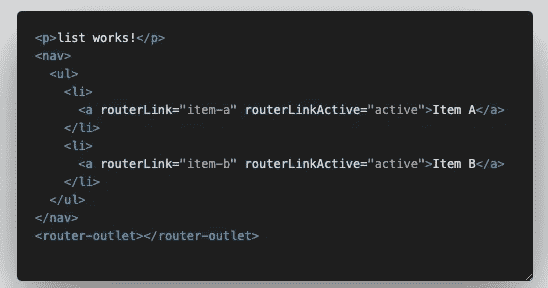 <p>list works!</p>
<nav>
  <ul>
    <li>
      <a routerLink="item-a" routerLinkActive="active">Item A</a>
    </li>
    <li>
      <a routerLink="item-b" routerLinkActive="active">Item B</a>
    </li>
  </ul>
</nav>
<router-outlet></router-outlet>